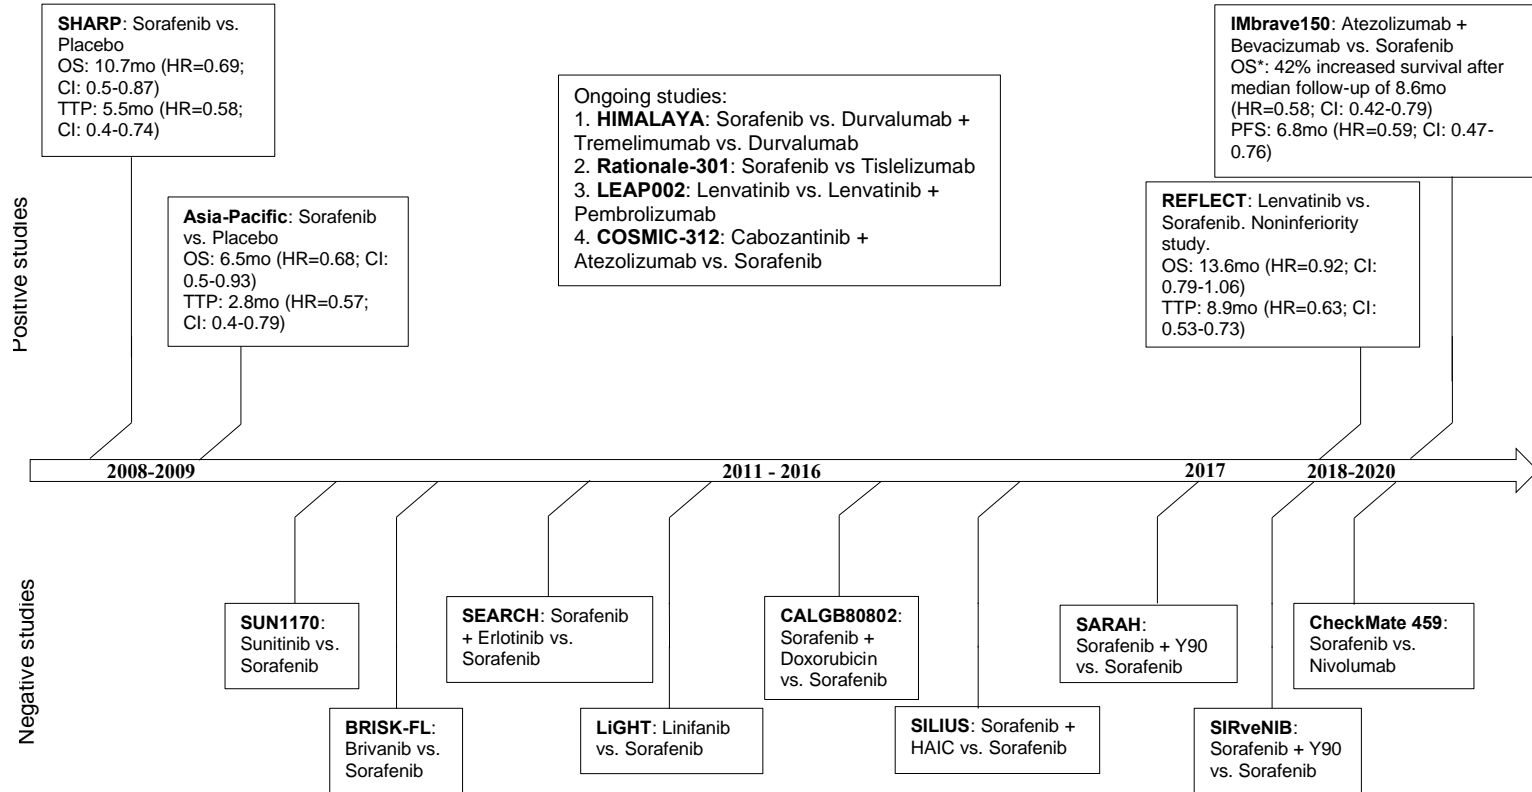 SHARP: Sorafenib vs.
Placebo
OS: 10.7mo (HR=0.69;
CI: 0.5-0.87)
TTP: 5.5mo (HR=0.58;
CI: 0.4-0.74)
Asia-Pacific: Sorafenib
vs. Placebo
OS: 6.5mo (HR=0.68; CI:
0.5-0.93)
TTP: 2.8mo (HR=0.57;
CI: 0.4-0.79)
Ongoing studies:
1. HIMALAYA: Sorafenib vs. Durvalumab +
Tremelimumab vs. Durvalumab
2. Rationale-301: Sorafenib vs Tislelizumab
3. LEAP002: Lenvatinib vs. Lenvatinib +
Pembrolizumab
4. COSMIC-312: Cabozantinib +
Atezolizumab vs. Sorafenib
IMbrave150: Atezolizumab +
Bevacizumab vs. Sorafenib
OS*: 42% increased survival after
median follow-up of 8.6mo
(HR=0.58; CI: 0.42-0.79)
PFS: 6.8mo (HR=0.59; CI: 0.47-
0.76)
REFLECT: Lenvatinib vs.
Sorafenib. Noninferiority
study.
OS: 13.6mo (HR=0.92; CI:
0.79-1.06)
TTP: 8.9mo (HR=0.63; CI:
0.53-0.73)
Positive studies
2008-2009
2011 - 2016
2017
2018-2020
Negative studies
SUN1170:
Sunitinib vs.
Sorafenib
BRISK-FL:
Brivanib vs.
Sorafenib
SEARCH: Sorafenib
+ Erlotinib vs.
Sorafenib
LiGHT: Linifanib
vs. Sorafenib
CALGB80802:
Sorafenib +
Doxorubicin
vs. Sorafenib
SILIUS: Sorafenib +
HAIC vs. Sorafenib
SARAH:
Sorafenib + Y90
vs. Sorafenib
SIRveNIB:
Sorafenib + Y90
vs. Sorafenib
CheckMate 459:
Sorafenib vs.
Nivolumab